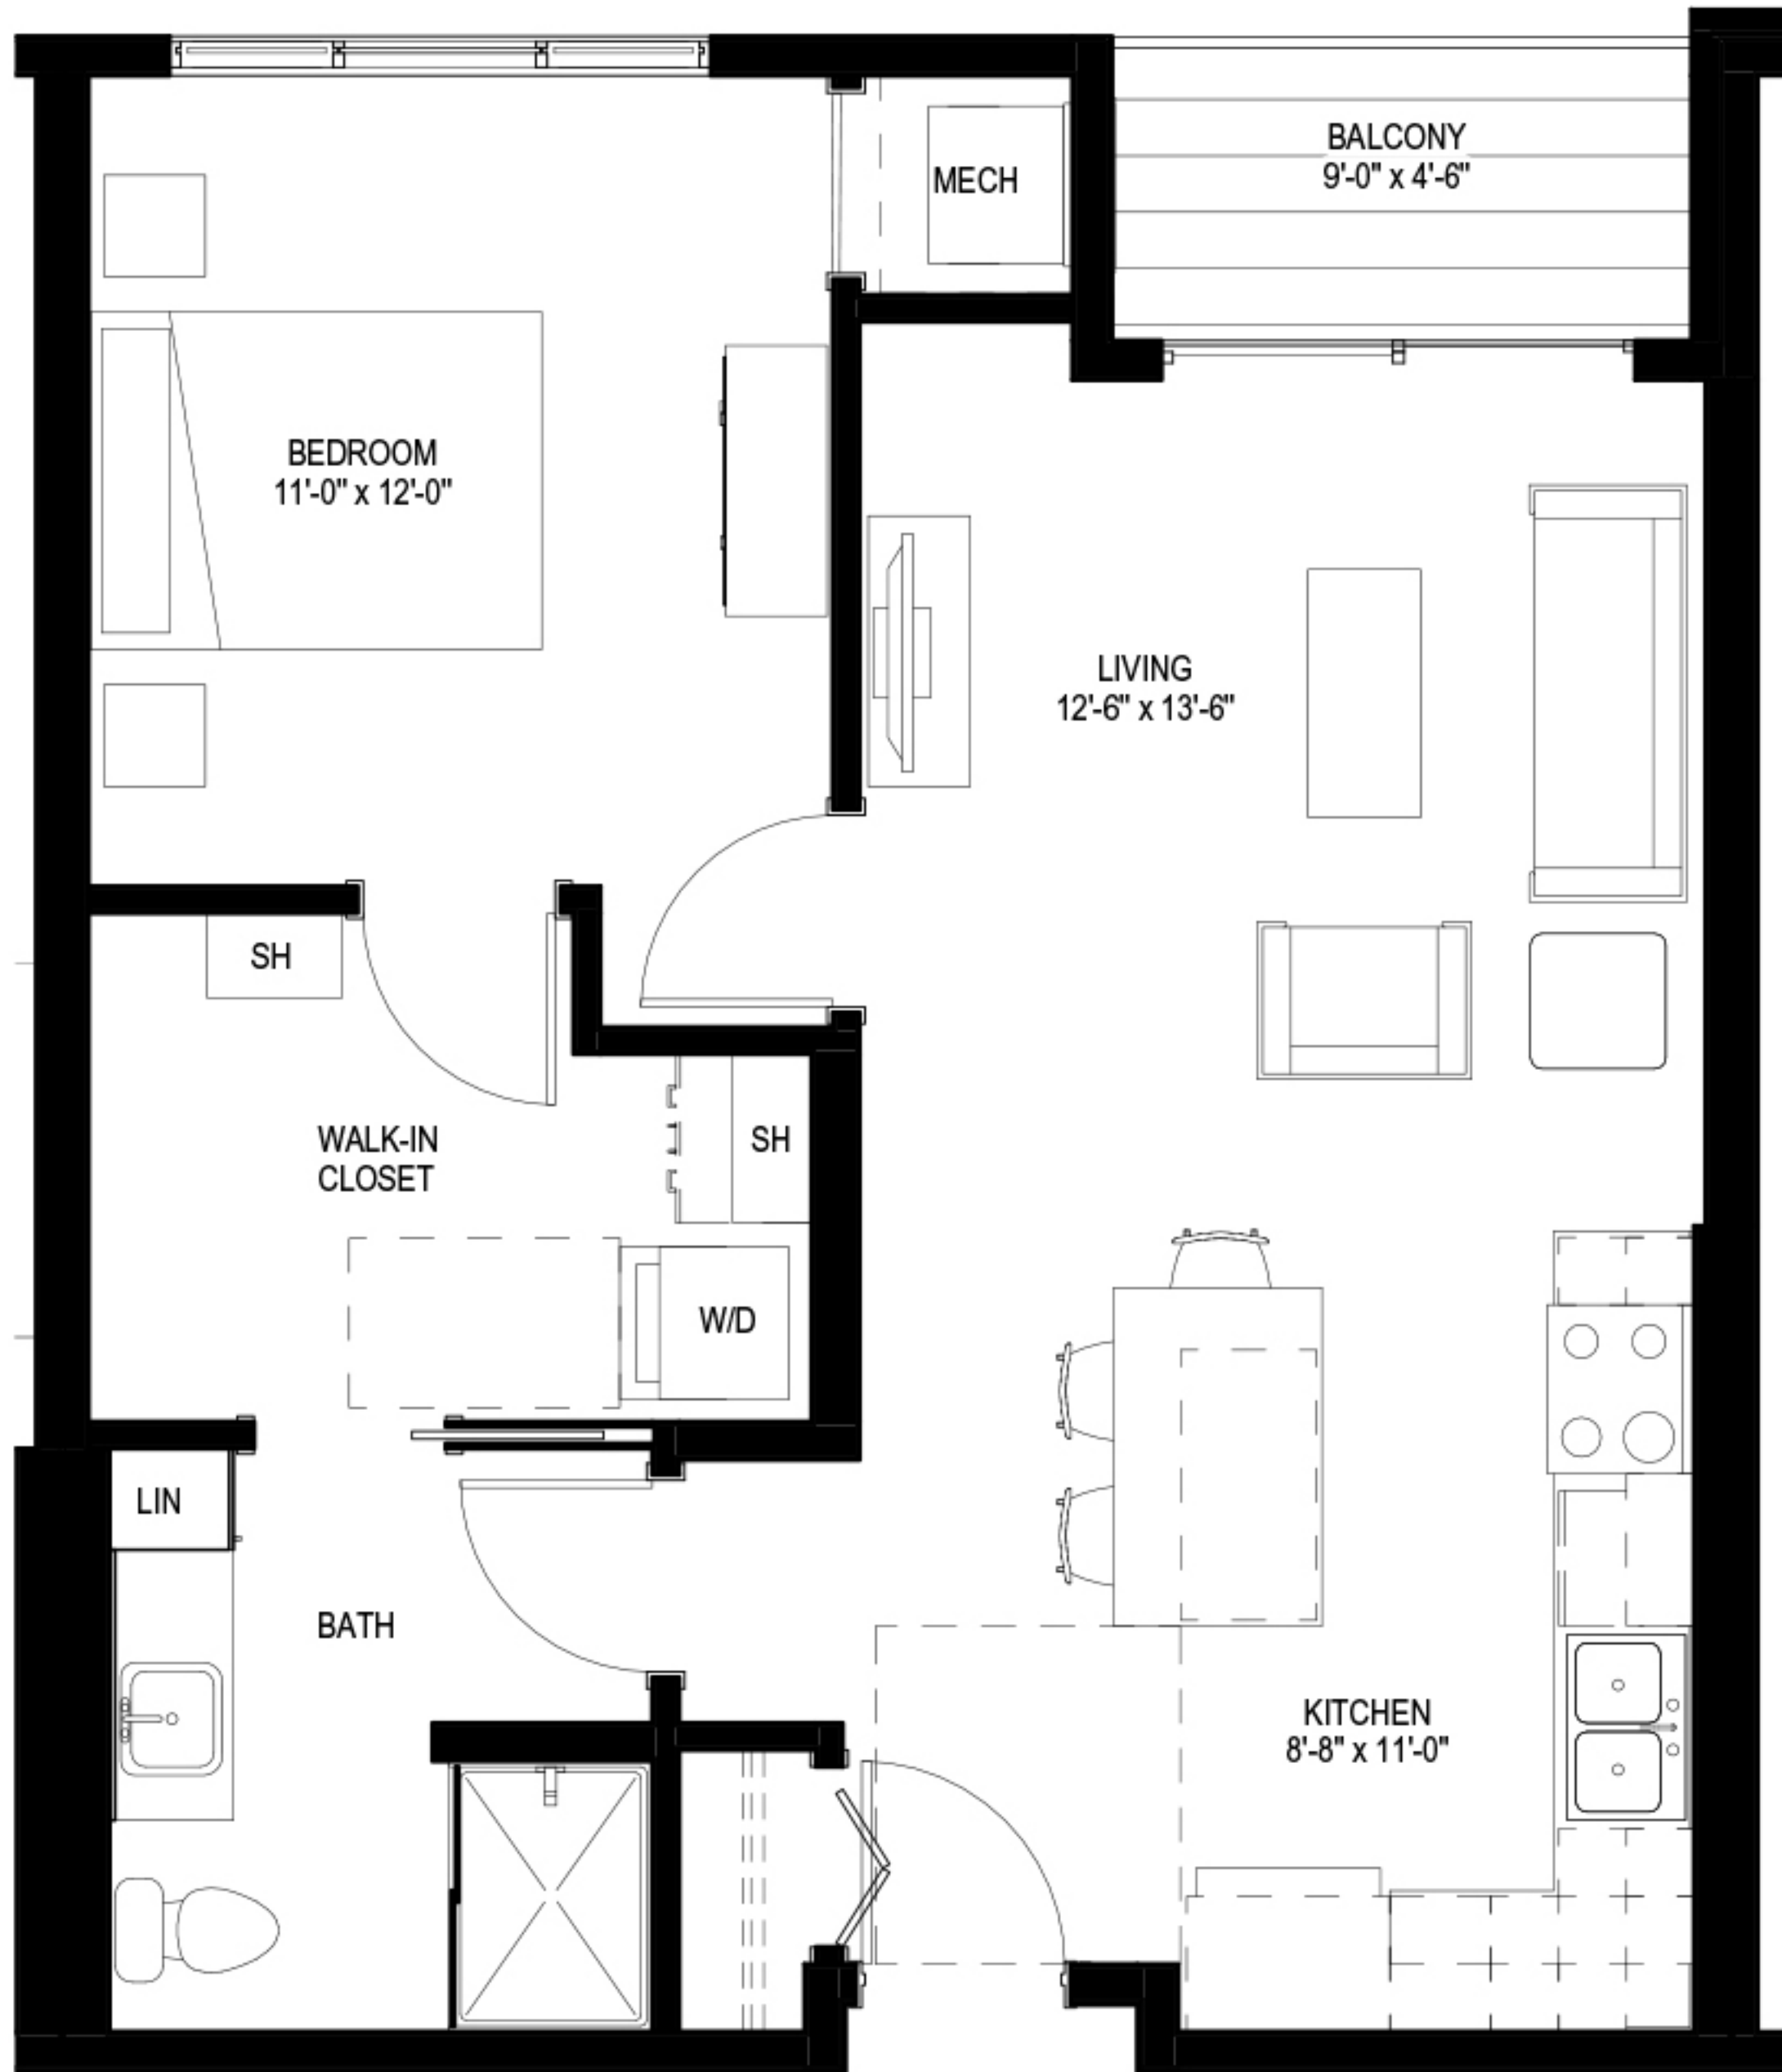 BALCONY
9'-0" x 4'-6"
MECH
BEDROOM
11'-0" x 12'-0"
LIVING
12'-6" x 13'-6"
SH
WALK-IN
CLOSET
SH
W/D
LIN
BATH
KITCHEN
8'-8" x 11'-0"